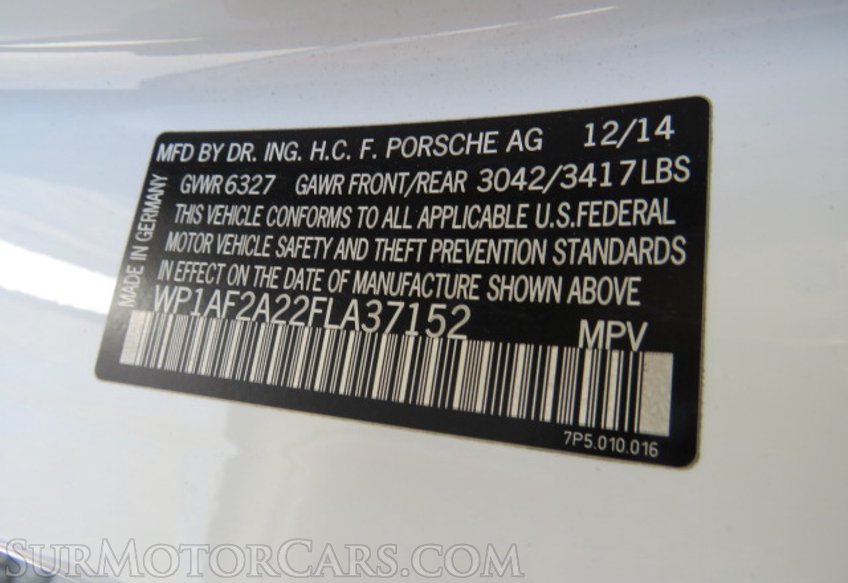 MFD BY DR. ING. H.C. F. PORSCHE AG 12/14
GVWR 6327 GAWR FRONT/REAR 3042/3417LBS
THIS VEHICLE CONFORMS TO ALL APPLICABLE U.S.FEDERAL
MOTOR VEHICLE SAFETY AND THEFT PREVENTION STANDARDS
IN EFFECT ON THE DATE OF MANUFACTURE SHOWN ABOVE
WP1AF2A22FLA37152 MPV
MADE IN GERMANY
7P5.010.016
SurMotorCars.com